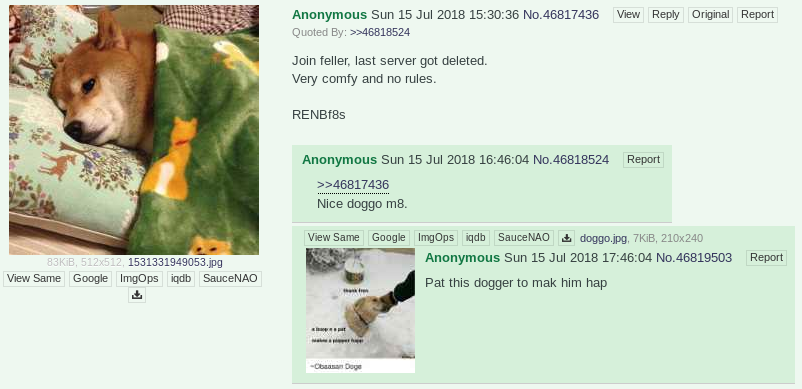 Anonymous Sun 15 Jul 2018 15:30:36 No.46817436 View Reply Original Report
Quoted By: >>46818524
Join feller, last server got deleted.
Very comfy and no rules.
RENBf8s
83KiB, 512x512, 1531331949053.jpg
View Same Google ImgOps iqdb SauceNAO
Anonymous Sun 15 Jul 2018 16:46:04 No.46818524 Report
>>46817436
Nice doggo m8.
View Same Google ImgOps iqdb SauceNAO doggo.jpg, 7KiB, 210x240
Anonymous Sun 15 Jul 2018 17:46:04 No.46819503 Report
Pat this dogger to mak him hap
thank fren
a boop n a pat
makes a pupper happ
~Obaasan Doge